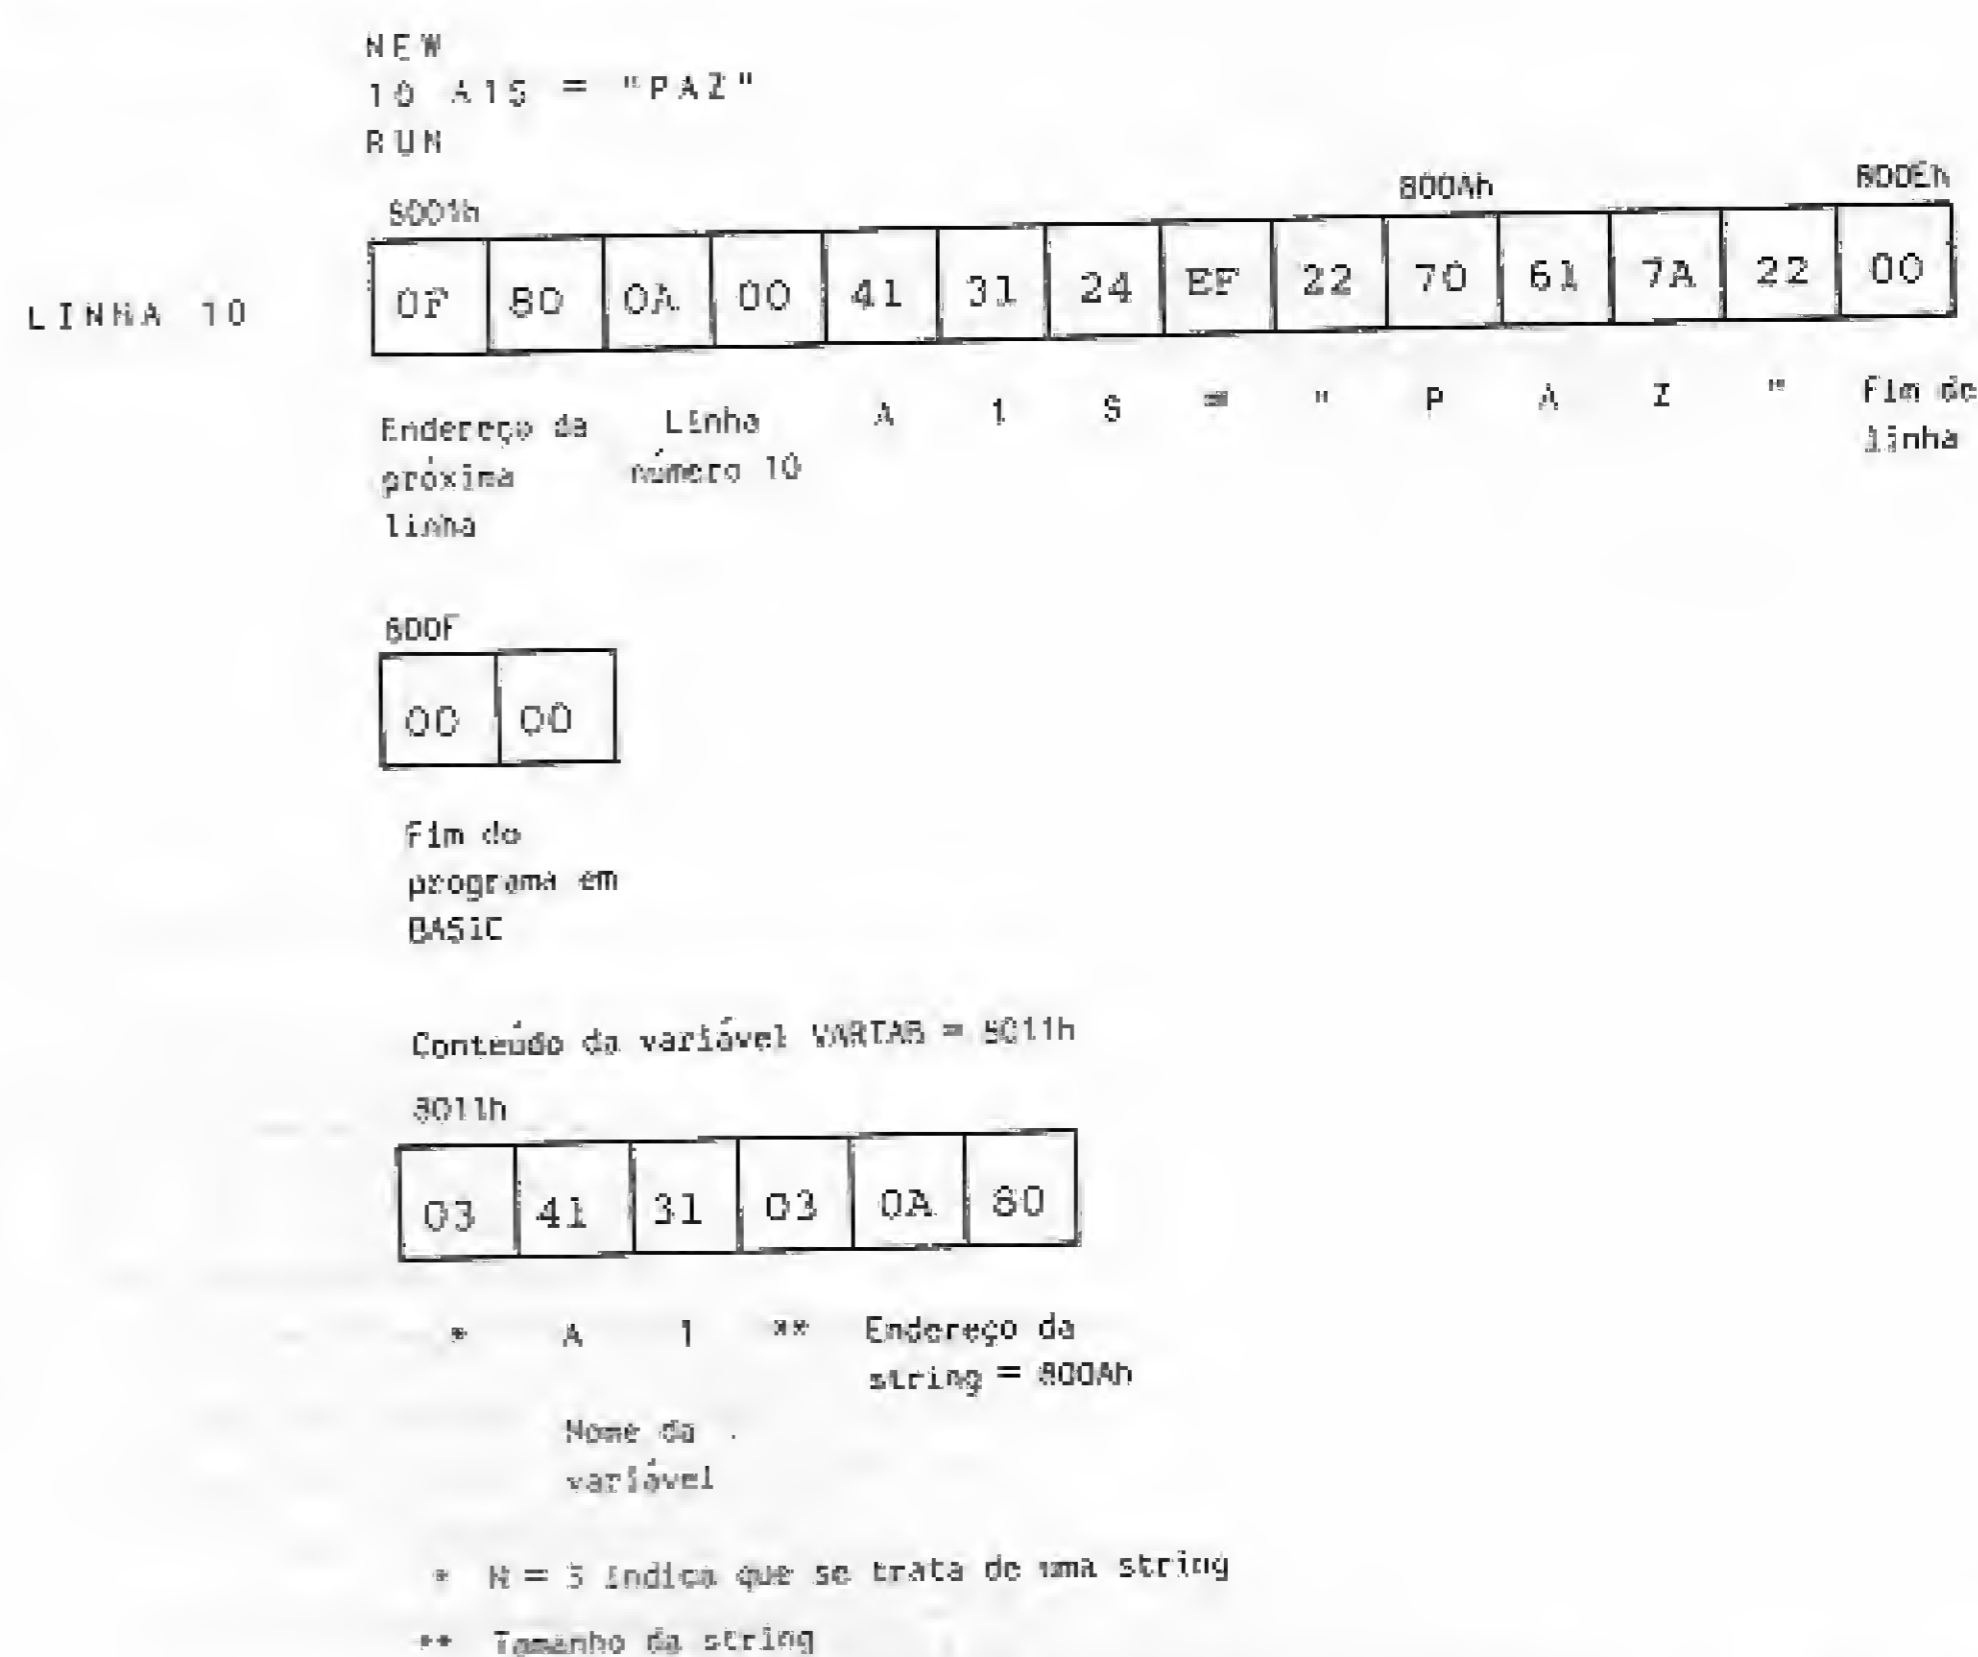 NEW
10 A1$ = "PAZ"
RUN
8001h 800Ah 800Eh
LINHA 10 0F 80 0A 00 41 31 24 EF 22 70 61 7A 22 00
Endereço da próxima linha Linha número 10 A 1 $ = " P A Z " Fim de linha
800F
00 00
Fim do
programa em
BASIC
Conteúdo da variável VARTAB = 8011h
8011h
03 41 31 03 0A 80
* A 1 ** Endereço da
string = 800Ah
Nome da
variável
* N = 3 indica que se trata de uma string
** Tamanho da string